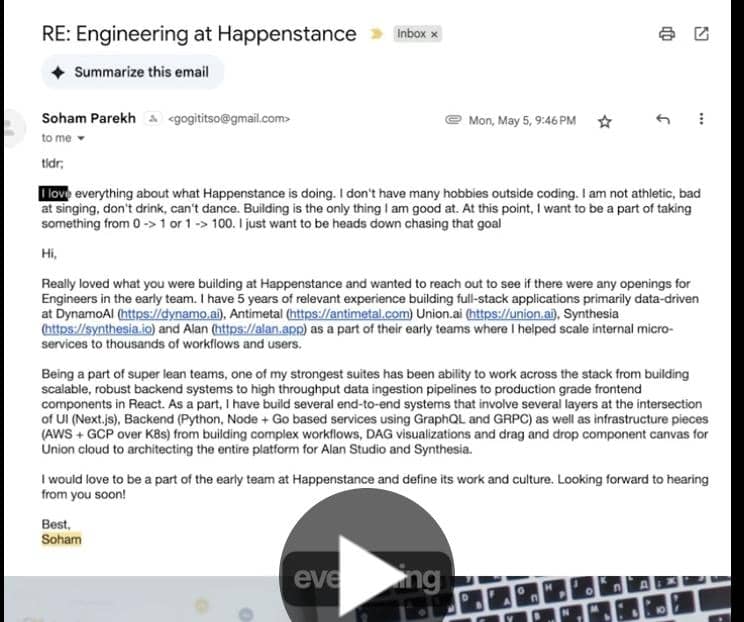 RE: Engineering at Happenstance Inbox x
Summarize this email
Soham Parekh <gogititso@gmail.com> Mon, May 5, 9:46 PM
to me
tldr;
I love everything about what Happenstance is doing. I don't have many hobbies outside coding. I am not athletic, bad
at singing, don't drink, can't dance. Building is the only thing I am good at. At this point, I want to be a part of taking
something from 0 -> 1 or 1 -> 100. I just want to be heads down chasing that goal
Hi,
Really loved what you were building at Happenstance and wanted to reach out to see if there were any openings for
Engineers in the early team. I have 5 years of relevant experience building full-stack applications primarily data-driven
at DynamoAI (https://dynamo.ai), Antimetal (https://antimetal.com) Union.ai (https://union.ai), Synthesia
(https://synthesia.io) and Alan (https://alan.app) as a part of their early teams where I helped scale internal micro-
services to thousands of workflows and users.
Being a part of super lean teams, one of my strongest suites has been ability to work across the stack from building
scalable, robust backend systems to high throughput data ingestion pipelines to production grade frontend
components in React. As a part, I have build several end-to-end systems that involve several layers at the intersection
of UI (Next.js), Backend (Python, Node + Go based services using GraphQL and GRPC) as well as infrastructure pieces
(AWS + GCP over K8s) from building complex workflows, DAG visualizations and drag and drop component canvas for
Union cloud to architecting the entire platform for Alan Studio and Synthesia.
I would love to be a part of the early team at Happenstance and define its work and culture. Looking forward to hearing
from you soon!
Best,
Soham